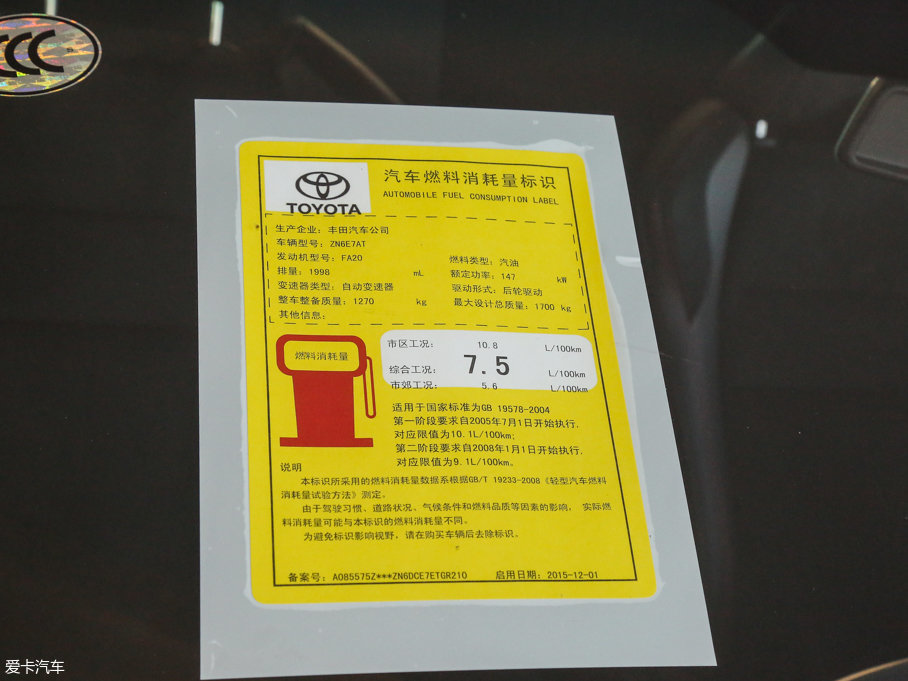 CCC
TOYOTA
汽车燃料消耗量标识
AUTOMOBILE FUEL CONSUMPTION LABEL
生产企业：丰田汽车公司
车辆型号：ZN6E7AT
发动机型号：FA20
燃料类型：汽油
排量：1998 mL
额定功率：147 kW
变速器类型：自动变速器
驱动形式：后轮驱动
整车整备质量：1270 kg
最大设计总质量：1700 kg
其他信息：
燃料消耗量
市区工况： 10.8 L/100km
综合工况： 7.5 L/100km
市郊工况： 5.6 L/100km
适用于国家标准为GB 19578-2004
第一阶段要求自2005年7月1日开始执行，
对应限值为10.1L/100km;
第二阶段要求自2008年1月1日开始执行，
对应限值为9.1L/100km。
说明
本标识所采用的燃料消耗量数据系根据GB/T 19233-2008《轻型汽车燃料
消耗量试验方法》测定。
由于驾驶习惯、道路状况、气候条件和燃料品质等因素的影响， 实际燃
料消耗量可能与本标识的燃料消耗量不同。
为避免标识影响视野，请在购买车辆后去除标识。
备案号：A085575Z***ZN6DCE7ETGR210 启用日期：2015-12-01
爱卡汽车